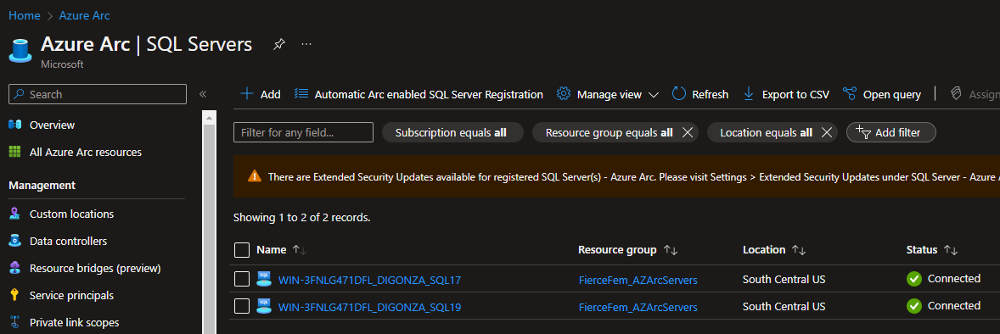 Home > Azure Arc
Azure Arc | SQL Servers ...
Microsoft
Search «
Overview
All Azure Arc resources
Management
Custom locations
Data controllers
Resource bridges (preview)
Service principals
Private link scopes
+ Add Automatic Arc enabled SQL Server Registration Manage view Refresh Export to CSV Open query Assign
Filter for any field... Subscription equals all Resource group equals all Location equals all Add filter
There are Extended Security Updates available for registered SQL Server(s) - Azure Arc. Please visit Settings > Extended Security Updates under SQL Server - Azure A
Showing 1 to 2 of 2 records.
Name ↑↓ Resource group ↑↓ Location ↑↓ Status ↑↓
SQL WIN-3FNLG471DFL_DIGONZA_SQL17 FierceFem_AZArcServers South Central US Connected
SQL WIN-3FNLG471DFL_DIGONZA_SQL19 FierceFem_AZArcServers South Central US Connected